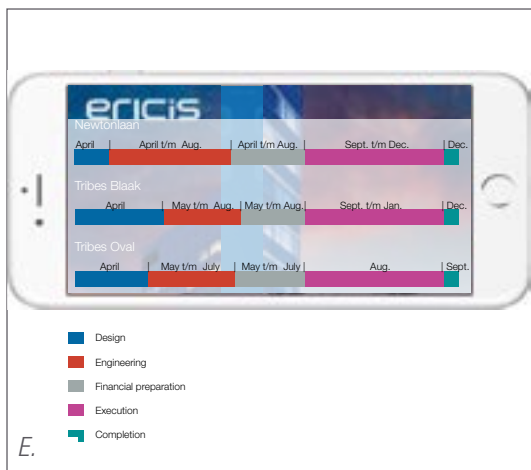 ericis
Newtonlaan
April | April t/m Aug. | April t/m Aug. | Sept. t/m Dec. | Dec.
Tribes Blaak
April | May t/m Aug. | May t/m Aug. | Sept. t/m Jan. | Dec.
Tribes Oval
April | May t/m July | May t/m July | Aug. | Sept.
Design
Engineering
Financial preparation
Execution
Completion
E.